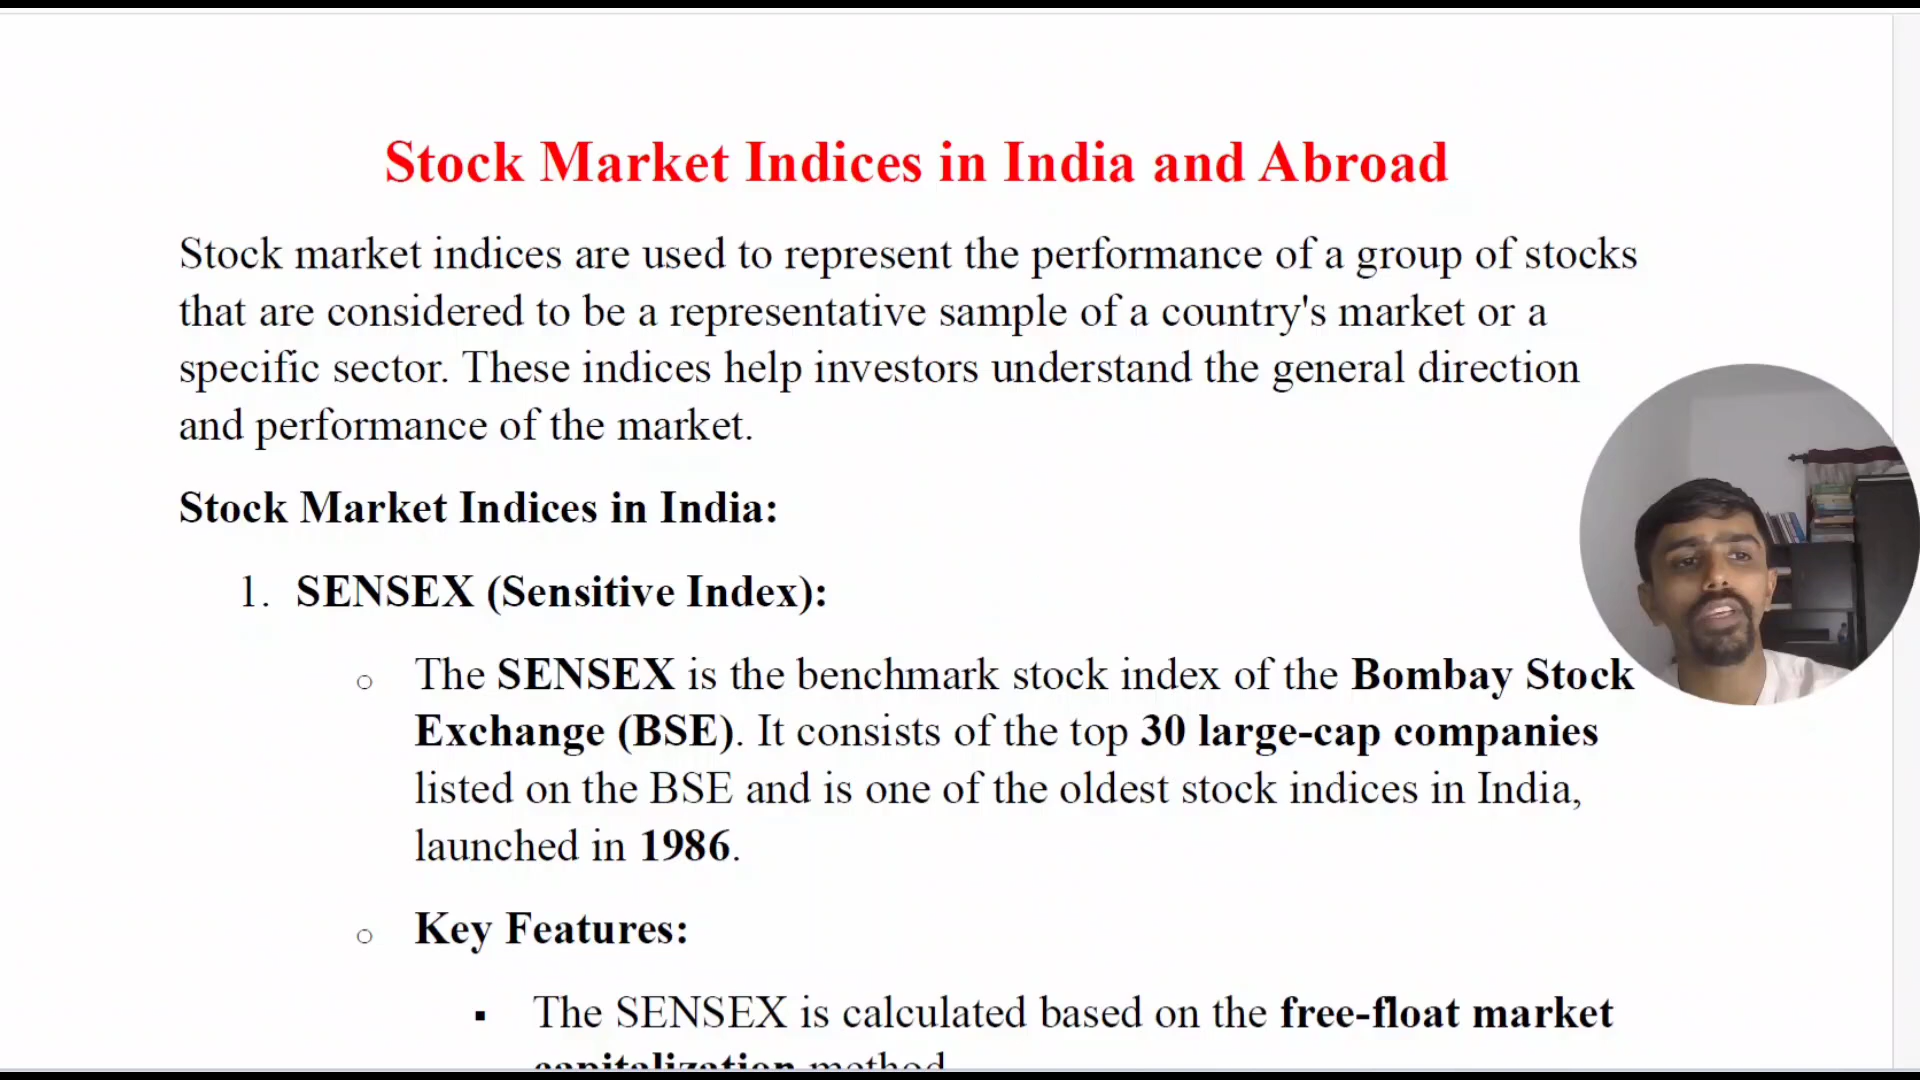 Stock Market Indices in India and Abroad
Stock market indices are used to represent the performance of a group of stocks
that are considered to be a representative sample of a country's market or a
specific sector. These indices help investors understand the general direction
and performance of the market.
Stock Market Indices in India:
1. SENSEX (Sensitive Index):
○ The SENSEX is the benchmark stock index of the Bombay Stock
Exchange (BSE). It consists of the top 30 large-cap companies
listed on the BSE and is one of the oldest stock indices in India,
launched in 1986.
○ Key Features:
▪ The SENSEX is calculated based on the free-float market
capitalization method